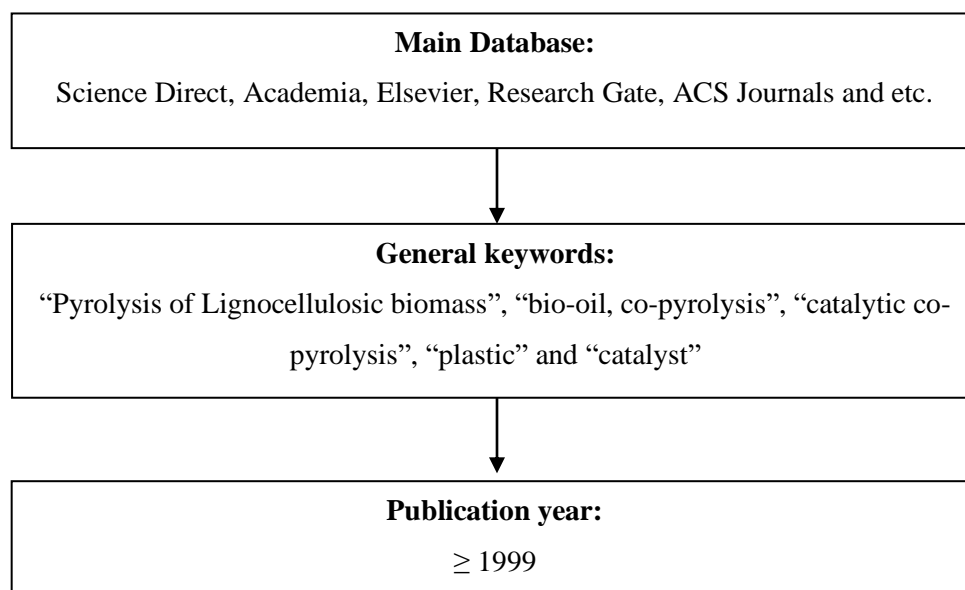 Main Database:
Science Direct, Academia, Elsevier, Research Gate, ACS Journals and etc.
General keywords:
“Pyrolysis of Lignocellulosic biomass”, “bio-oil, co-pyrolysis”, “catalytic co-
pyrolysis”, “plastic” and “catalyst”
Publication year:
≥ 1999